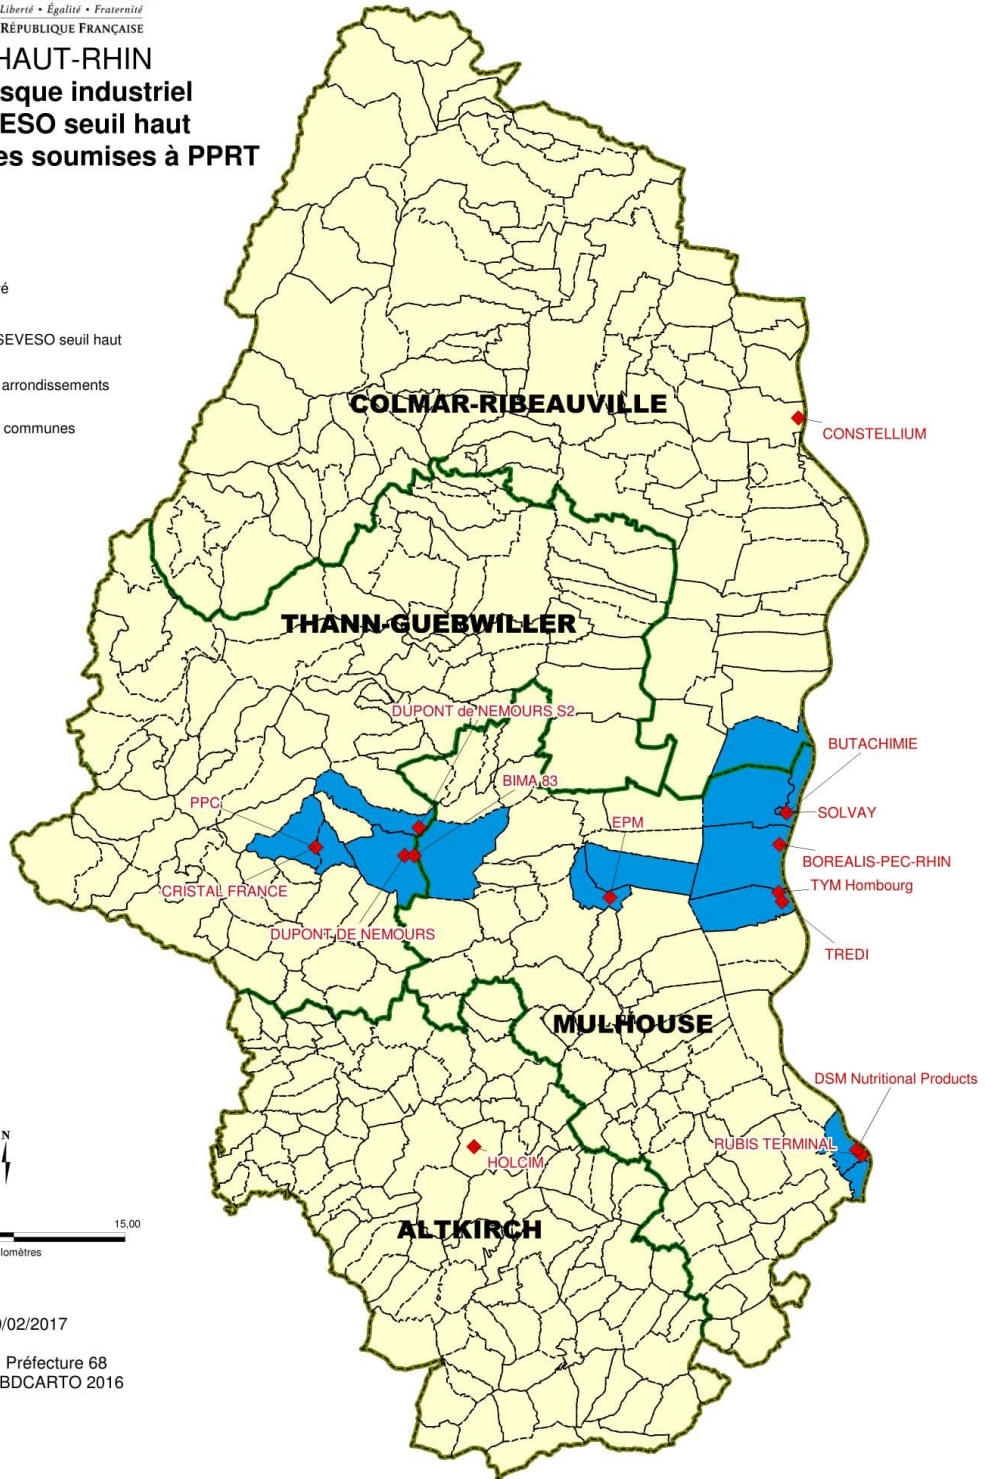 Liberté • Égalité • Fraternité
RÉPUBLIQUE FRANÇAISE
HAUT-RHIN
sque industriel
ESO seuil haut
es soumises à PPRT
é
SEVESO seuil haut
arrondissements
communes
COLMAR-RIBEAUVILLE
CONSTELLIUM
THANN-GUEBWILLER
DUPONT de NEMOURS S2
BUTACHIMIE
BIMA 83
PPC
SOLVAY
EPM
BOREALIS-PEC-RHIN
CRISTAL FRANCE
TYM Hombourg
DUPONT DE NEMOURS
TREDI
MULHOUSE
DSM Nutritional Products
RUBIS TERMINAL
HOLCIM
N
ALTKIRCH
15,00
lomètres
/02/2017
Préfecture 68
BDCARTO 2016